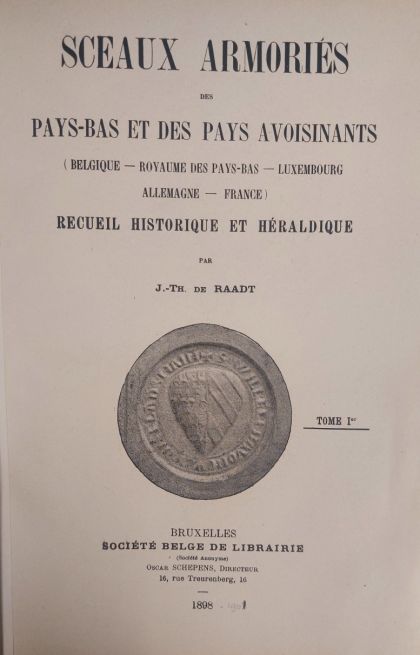 SCEAUX ARMORIÉS
DES
PAYS-BAS ET DES PAYS AVOISINANTS
(BELGIQUE — ROYAUME DES PAYS-BAS — LUXEMBOURG
ALLEMAGNE — FRANCE)
RECUEIL HISTORIQUE ET HÉRALDIQUE
PAR
J.-TH. DE RAADT
TOME Ier
BRUXELLES
SOCIÉTÉ BELGE DE LIBRAIRIE
(Société Anonyme)
OSCAR SCHEPENS, DIRECTEUR
16, rue Treurenberg, 16
1898